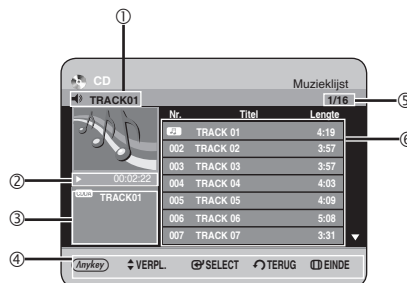 ①
CD
Muzieklijst
TRACK01 1/16 ⑤
Nr. Titel Lengte
TRACK 01 4:19 ⑥
002 TRACK 02 3:57
003 TRACK 03 3:57
② 00:02:22 004 TRACK 04 4:03
CDDA TRACK01 005 TRACK 05 4:09
③ 006 TRACK 06 5:08
007 TRACK 07 3:31
④ Anykey VERPL. SELECT TERUG EINDE